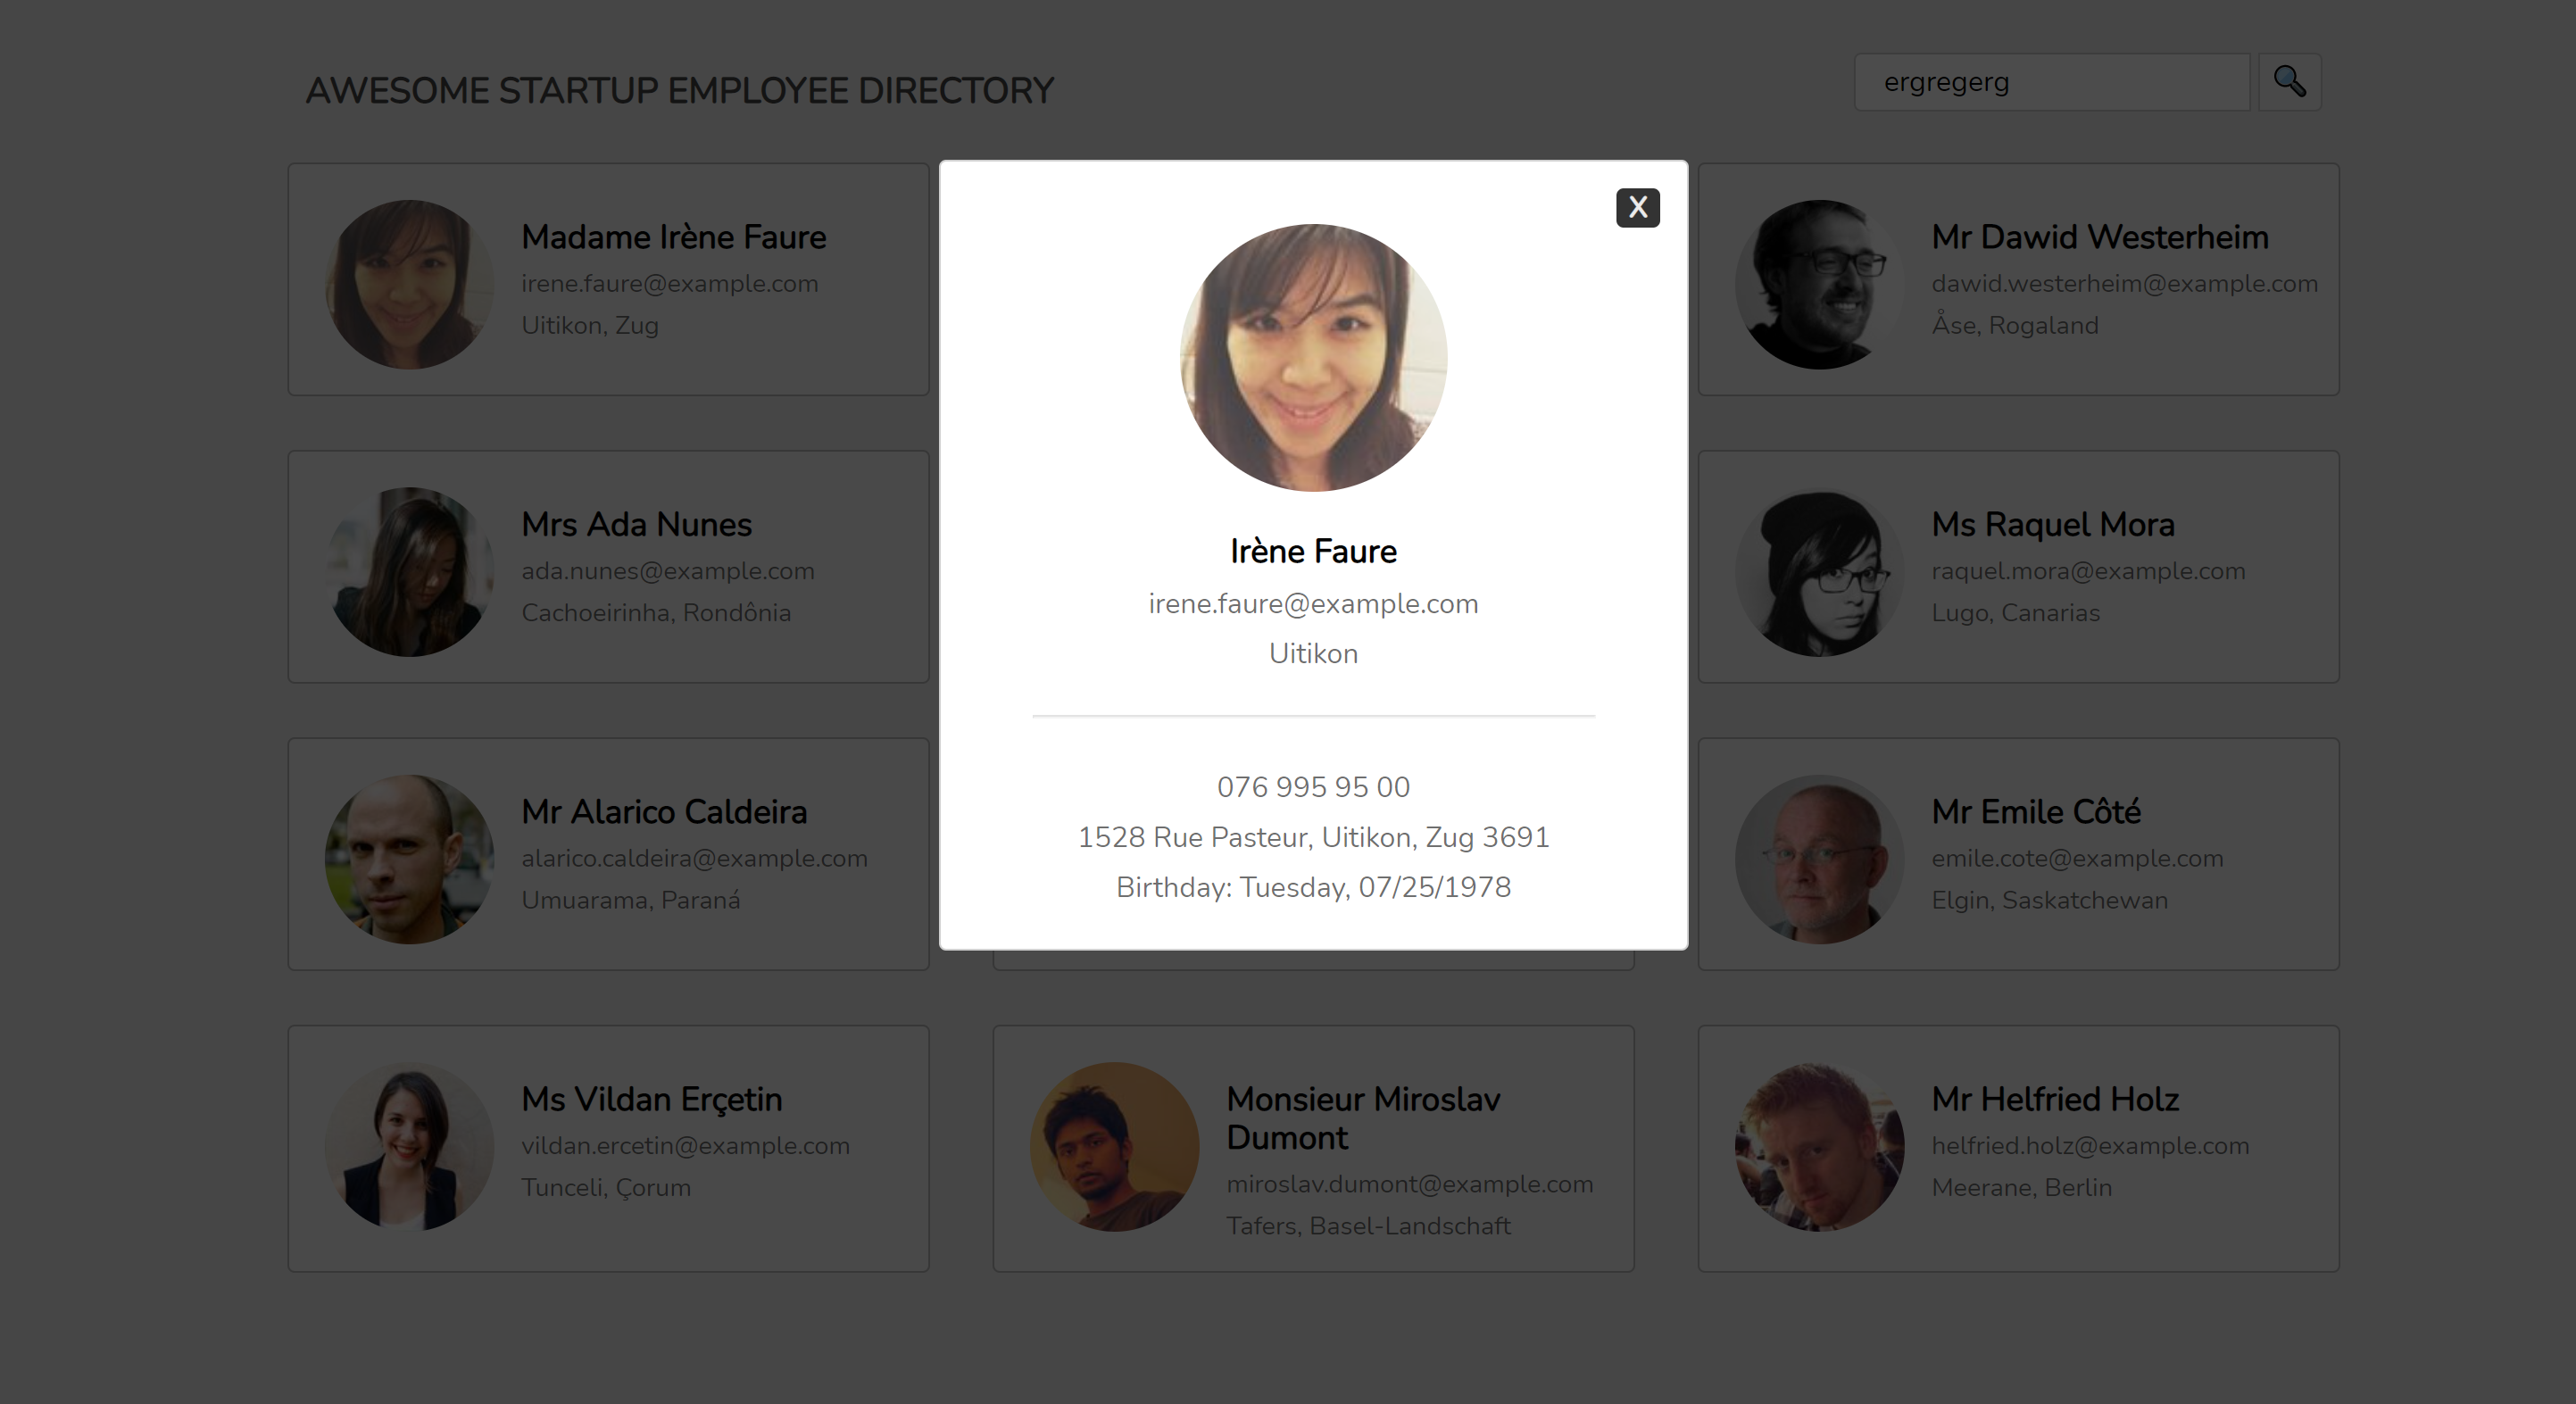 AWESOME STARTUP EMPLOYEE DIRECTORY
ergregerg
X
Madame Irène Faure
irene.faure@example.com
Uitikon, Zug
Irène Faure
irene.faure@example.com
Uitikon
076 995 95 00
1528 Rue Pasteur, Uitikon, Zug 3691
Birthday: Tuesday, 07/25/1978
Mr Dawid Westerheim
dawid.westerheim@example.com
Åse, Rogaland
Mrs Ada Nunes
ada.nunes@example.com
Cachoeirinha, Rondônia
Ms Raquel Mora
raquel.mora@example.com
Lugo, Canarias
Mr Alarico Caldeira
alarico.caldeira@example.com
Umuarama, Paraná
Mr Emile Côté
emile.cote@example.com
Elgin, Saskatchewan
Ms Vildan Erçetin
vildan.ercetin@example.com
Tunceli, Çorum
Monsieur Miroslav
Dumont
miroslav.dumont@example.com
Tafers, Basel-Landschaft
Mr Helfried Holz
helfried.holz@example.com
Meerane, Berlin